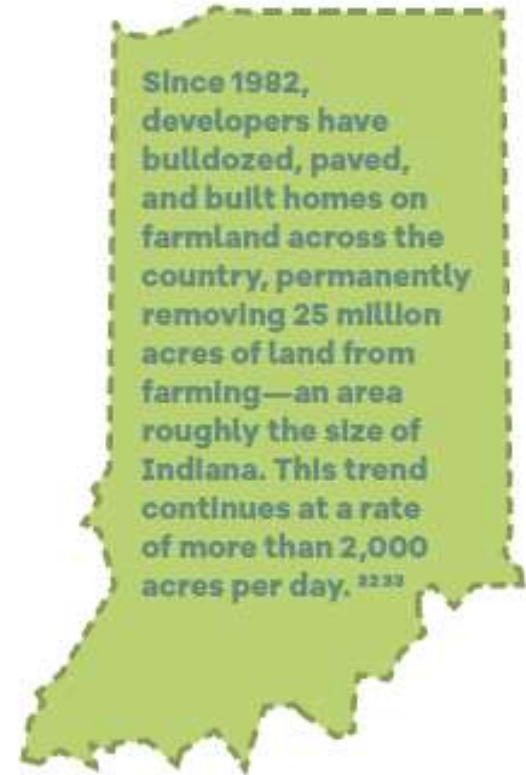 Since 1982,
developers have
bulldozed, paved,
and built homes on
farmland across the
country, permanently
removing 25 million
acres of land from
farming—an area
roughly the size of
Indiana. This trend
continues at a rate
of more than 2,000
acres per day. ³²³³